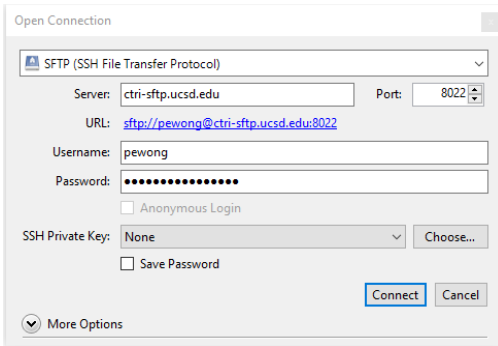 Open Connection
SFTP (SSH File Transfer Protocol)
Server: ctri-sftp.ucsd.edu Port: 8022
URL: sftp://pewong@ctri-sftp.ucsd.edu:8022
Username: pewong
Password: ●●●●●●●●●●●●●●●●
Anonymous Login
SSH Private Key: None Choose...
Save Password
Connect Cancel
More Options